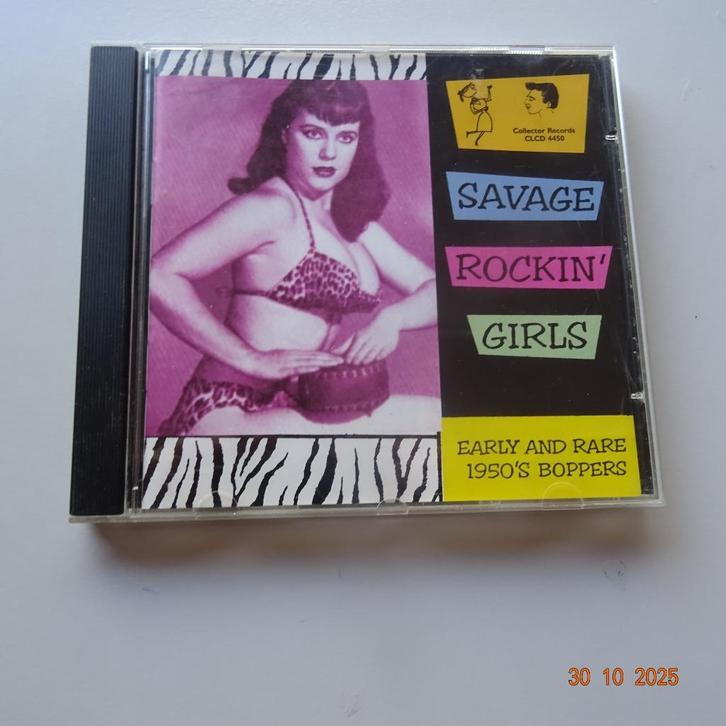 Collector Records
CLCD 4450
SAVAGE
ROCKIN'
GIRLS
EARLY AND RARE
1950'S BOPPERS
30 10 2025